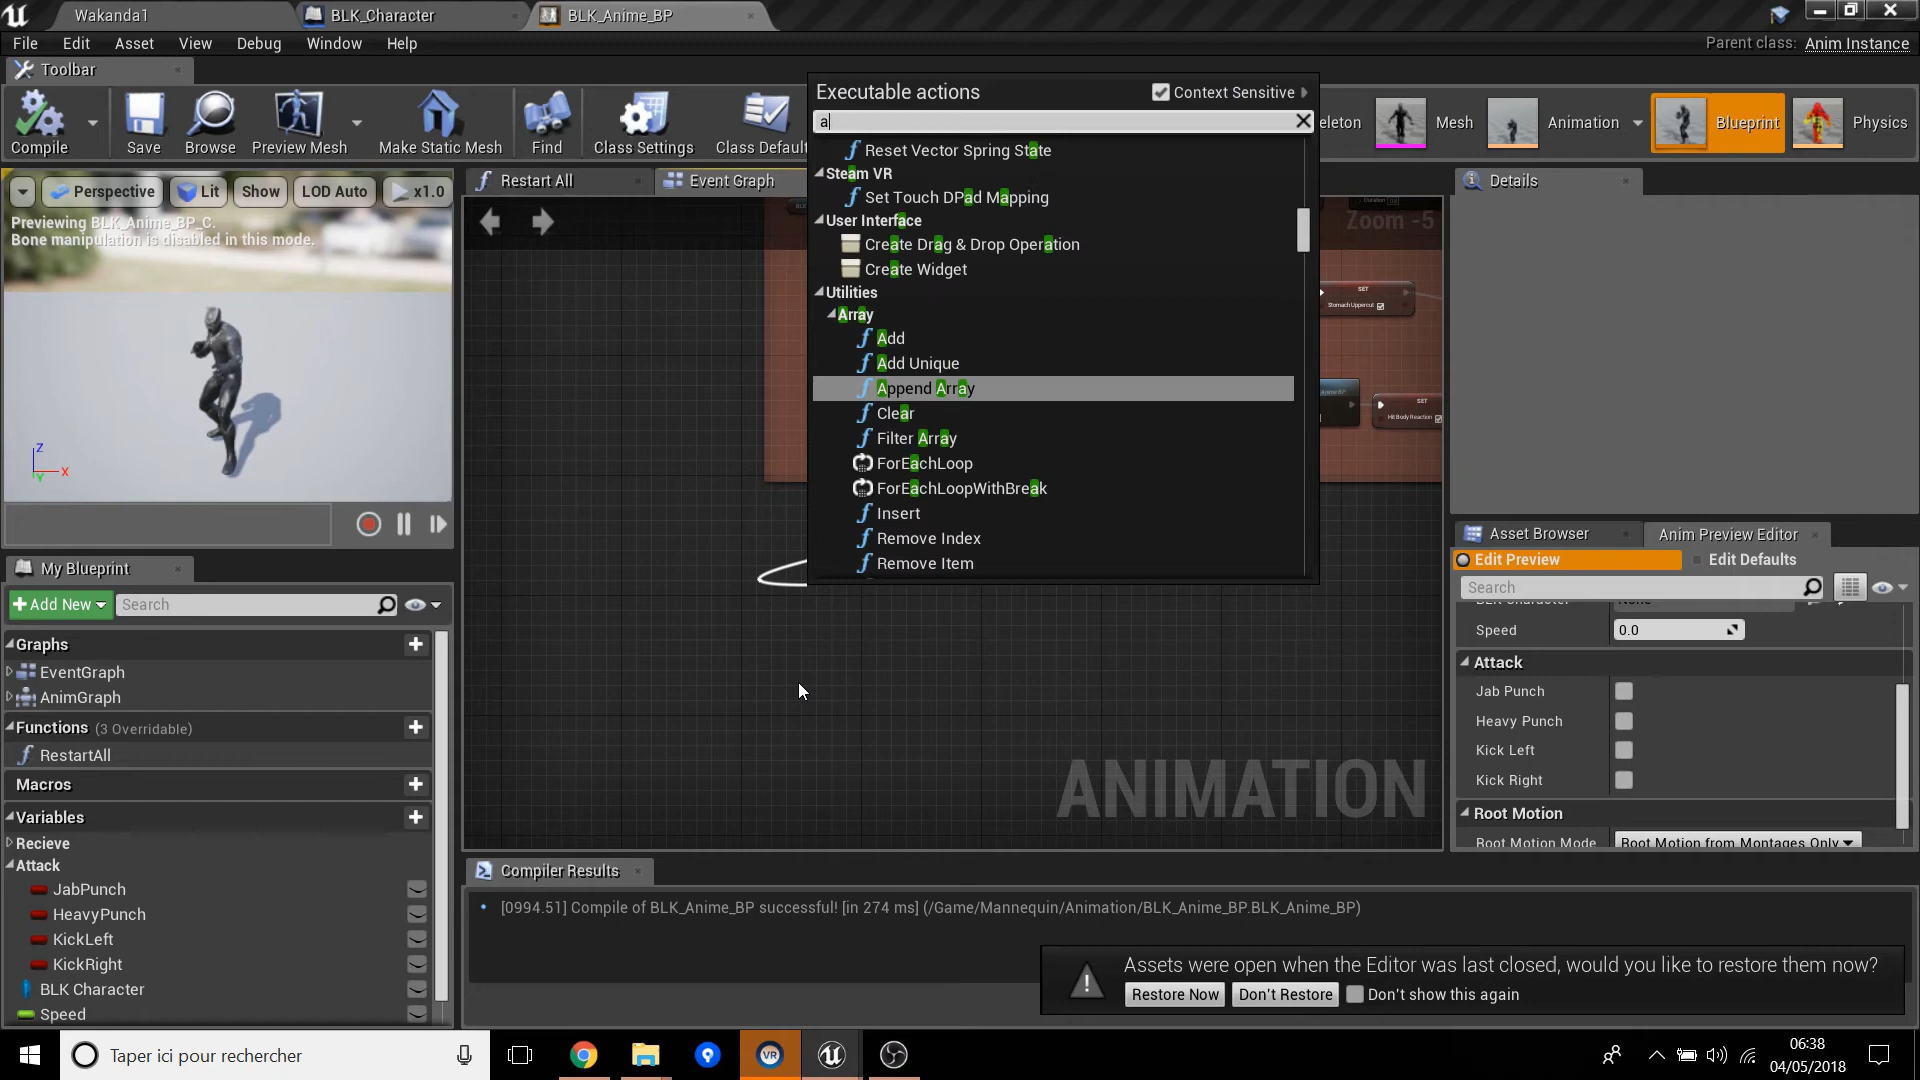 Wakanda1
BLK_Character
BLK_Anime_BP
File Edit Asset View Debug Window Help
Parent class: Anim Instance
Toolbar
Compile
Save
Browse
Preview Mesh
Make Static Mesh
Find
Class Settings
Class Defaul
eleton
Mesh
Animation
Blueprint
Physics
Executable actions
Context Sensitive
a
Reset Vector Spring State
Steam VR
Set Touch DPad Mapping
User Interface
Create Drag & Drop Operation
Create Widget
Utilities
Array
Add
Add Unique
Append Array
Clear
Filter Array
ForEachLoop
ForEachLoopWithBreak
Insert
Remove Index
Remove Item
Perspective Lit Show LOD Auto x1.0
Previewing BLK_Anime_BP_C.
Bone manipulation is disabled in this mode.
Z
X
Y
Restart All
Event Graph
Zoom -5
SET
Stomach Uppercut
SET
Hit Body Reaction
ANIMATION
Details
My Blueprint
+ Add New Search
Graphs
EventGraph
AnimGraph
Functions (3 Overridable)
RestartAll
Macros
Variables
Recieve
Attack
JabPunch
HeavyPunch
KickLeft
KickRight
BLK Character
Speed
Asset Browser
Anim Preview Editor
Edit Preview
Edit Defaults
Search
Speed 0.0
Attack
Jab Punch
Heavy Punch
Kick Left
Kick Right
Root Motion
Root Motion Mode Root Motion from Montages Only
Compiler Results
[0994.51] Compile of BLK_Anime_BP successful! [in 274 ms] (/Game/Mannequin/Animation/BLK_Anime_BP.BLK_Anime_BP)
Assets were open when the Editor was last closed, would you like to restore them now?
Restore Now Don't Restore Don't show this again
Taper ici pour rechercher
VR
06:38
04/05/2018